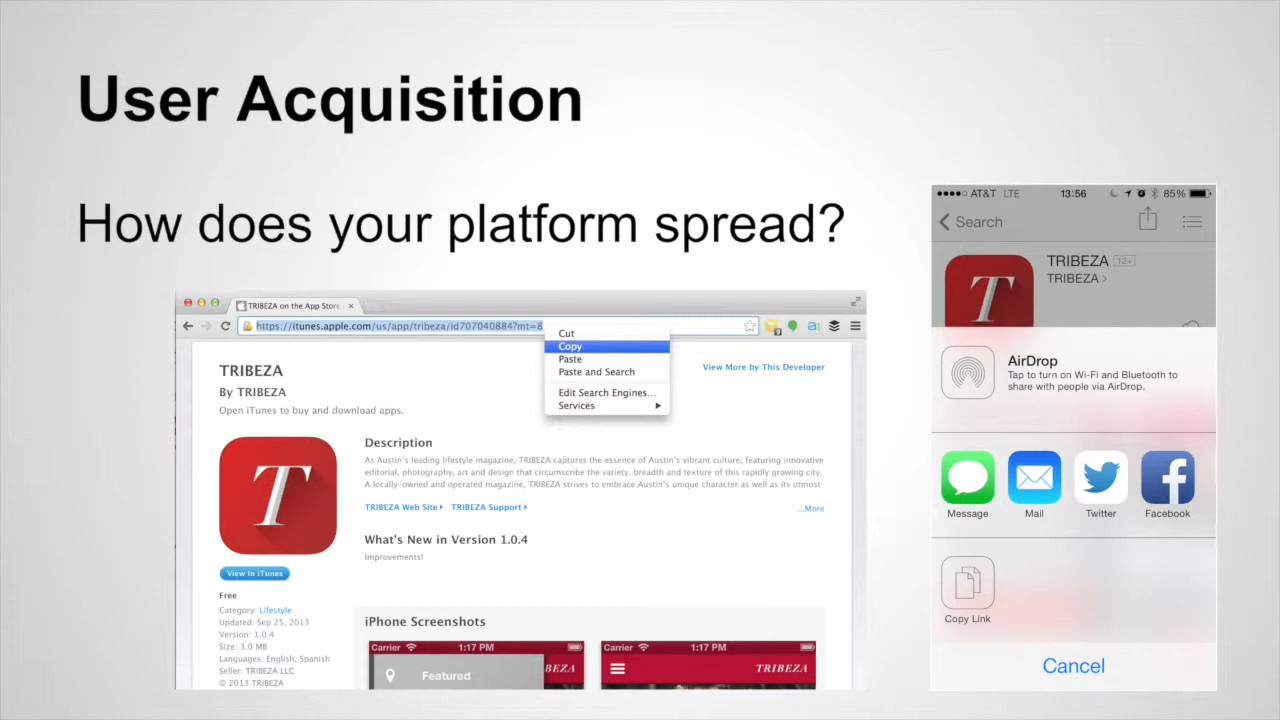 User Acquisition
How does your platform spread?
TRIBEZA on the App Store
https://itunes.apple.com/us/app/tribeza/id707040884?mt=8
Cut
Copy
Paste
Paste and Search
Edit Search Engines...
Services
TRIBEZA
By TRIBEZA
Open iTunes to buy and download apps.
View More by This Developer
T
View in iTunes
Free
Category: Lifestyle
Updated: Sep 25, 2013
Version: 1.0.4
Size: 3.0 MB
Languages: English, Spanish
Seller: TRIBEZA LLC
© 2013 TRIBEZA
Description
As Austin's leading lifestyle magazine, TRIBEZA captures the essence of Austin's vibrant culture, featuring innovative
editorial, photography, art and design that circumscribe the variety, breadth and texture of this rapidly growing city.
A locally-owned and operated magazine, TRIBEZA strives to embrace Austin's unique character as well as its utmost
TRIBEZA Web Site
TRIBEZA Support
...More
What's New in Version 1.0.4
Improvements!
iPhone Screenshots
Carrier 1:17 PM
Featured
BEZA
Carrier 1:17 PM
TRIBEZA
AT&T LTE 13:56 85%
Search
T
TRIBEZA 12+
TRIBEZA >
AirDrop
Tap to turn on Wi-Fi and Bluetooth to
share with people via AirDrop.
Message Mail Twitter Facebook
Copy Link
Cancel